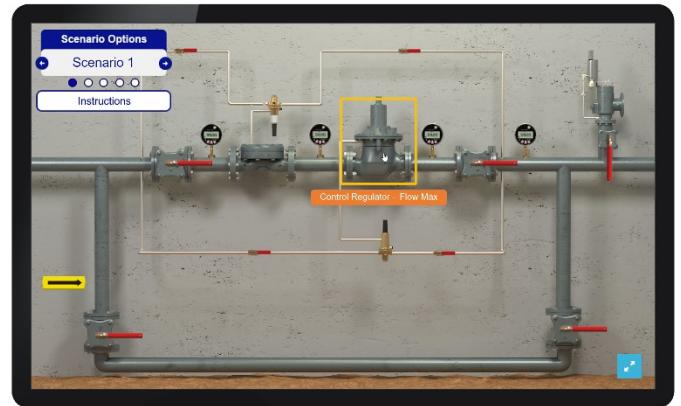 Scenario Options
Scenario 1
Instructions
Control Regulator - Flow Max